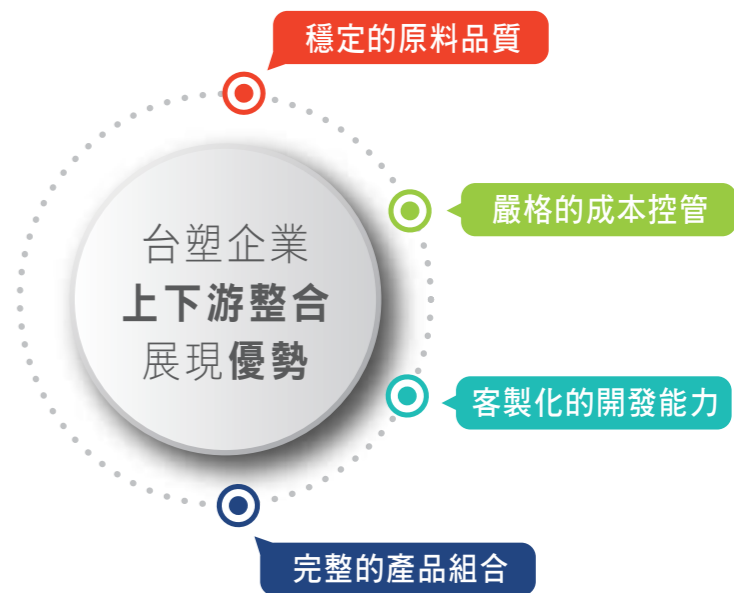 穩定的原料品質
嚴格的成本控管
台塑企業
上下游整合
展現優勢
客製化的開發能力
完整的產品組合